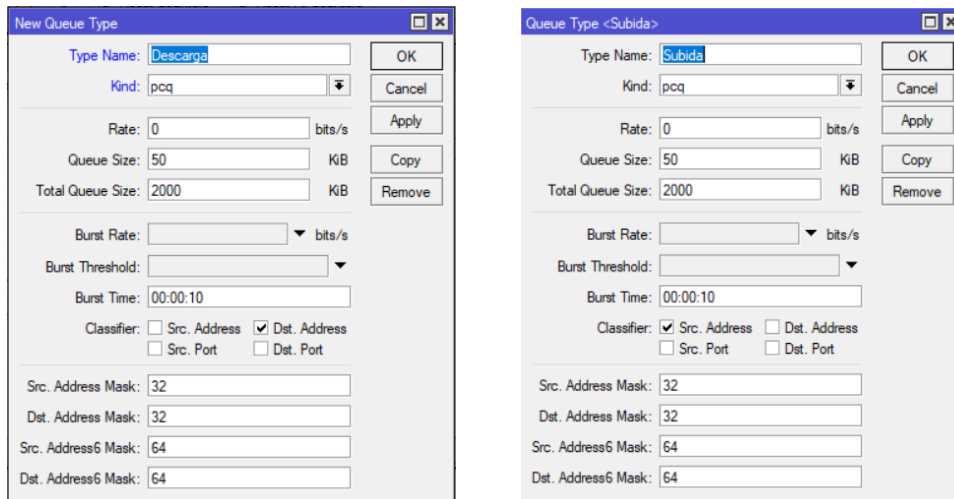 New Queue Type
Type Name: Descarga
OK
Kind: pcq
Cancel
Apply
Rate: 0 bits/s
Queue Size: 50 KiB
Copy
Total Queue Size: 2000 KiB
Remove
Burst Rate: bits/s
Burst Threshold:
Burst Time: 00:00:10
Classifier: Src. Address Dst. Address
Src. Port Dst. Port
Src. Address Mask: 32
Dst. Address Mask: 32
Src. Address6 Mask: 64
Dst. Address6 Mask: 64
Queue Type <Subida>
Type Name: Subida
OK
Kind: pcq
Cancel
Apply
Rate: 0 bits/s
Queue Size: 50 KiB
Copy
Total Queue Size: 2000 KiB
Remove
Burst Rate: bits/s
Burst Threshold:
Burst Time: 00:00:10
Classifier: Src. Address Dst. Address
Src. Port Dst. Port
Src. Address Mask: 32
Dst. Address Mask: 32
Src. Address6 Mask: 64
Dst. Address6 Mask: 64